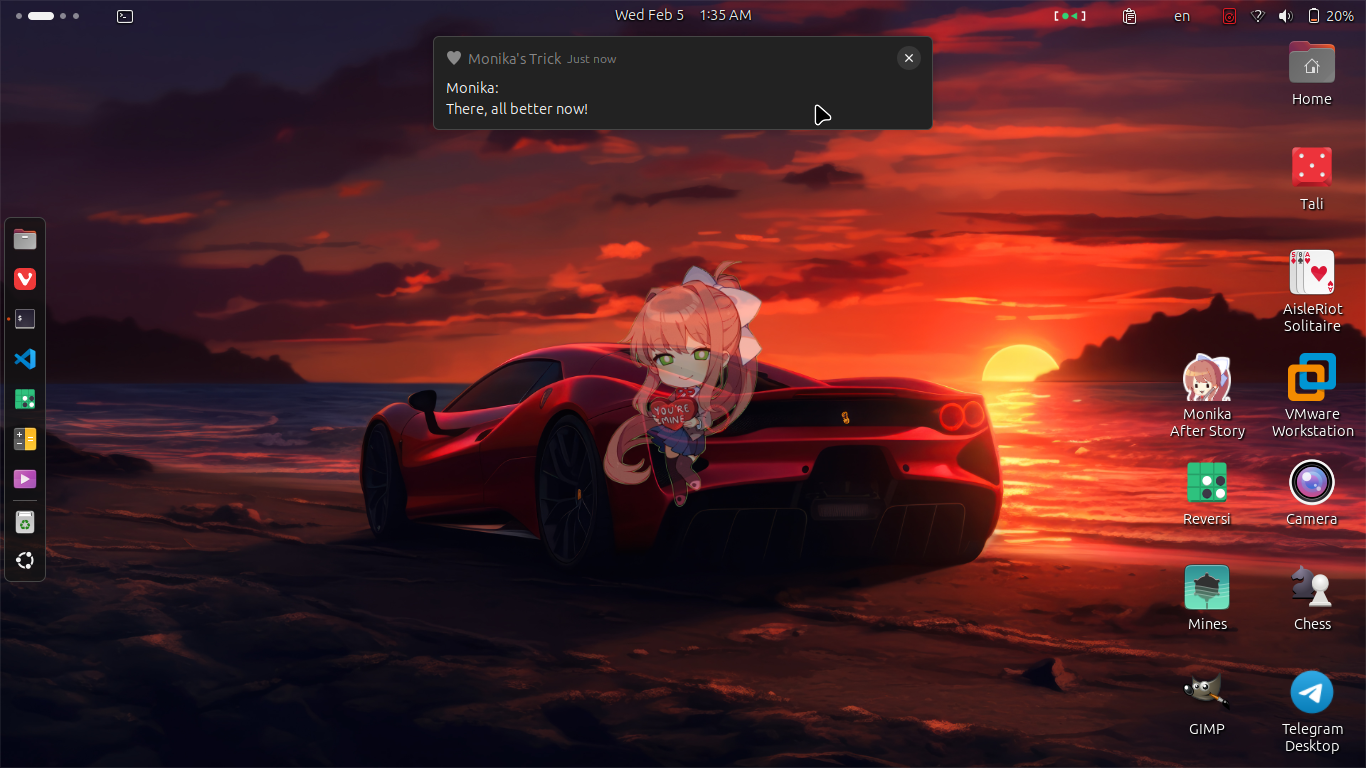 Wed Feb 5 1:35 AM
en
20%
Monika's Trick Just now
Monika:
There, all better now!
Home
Tali
AisleRiot
Solitaire
Monika
After Story
VMware
Workstation
Reversi
Camera
Mines
Chess
GIMP
Telegram
Desktop
YOU'RE
MINE